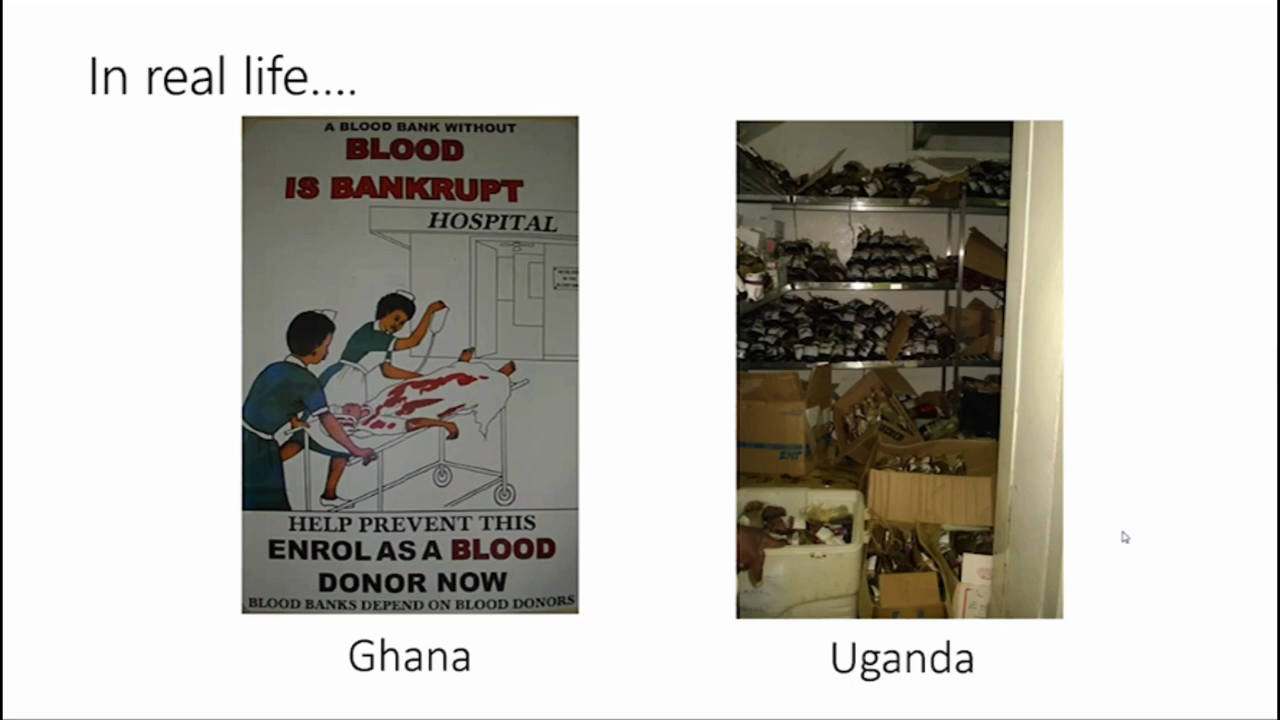 In real life....
A BLOOD BANK WITHOUT
BLOOD
IS BANKRUPT
HOSPITAL
HELP PREVENT THIS
ENROL AS A BLOOD
DONOR NOW
BLOOD BANKS DEPEND ON BLOOD DONORS
Ghana
Uganda